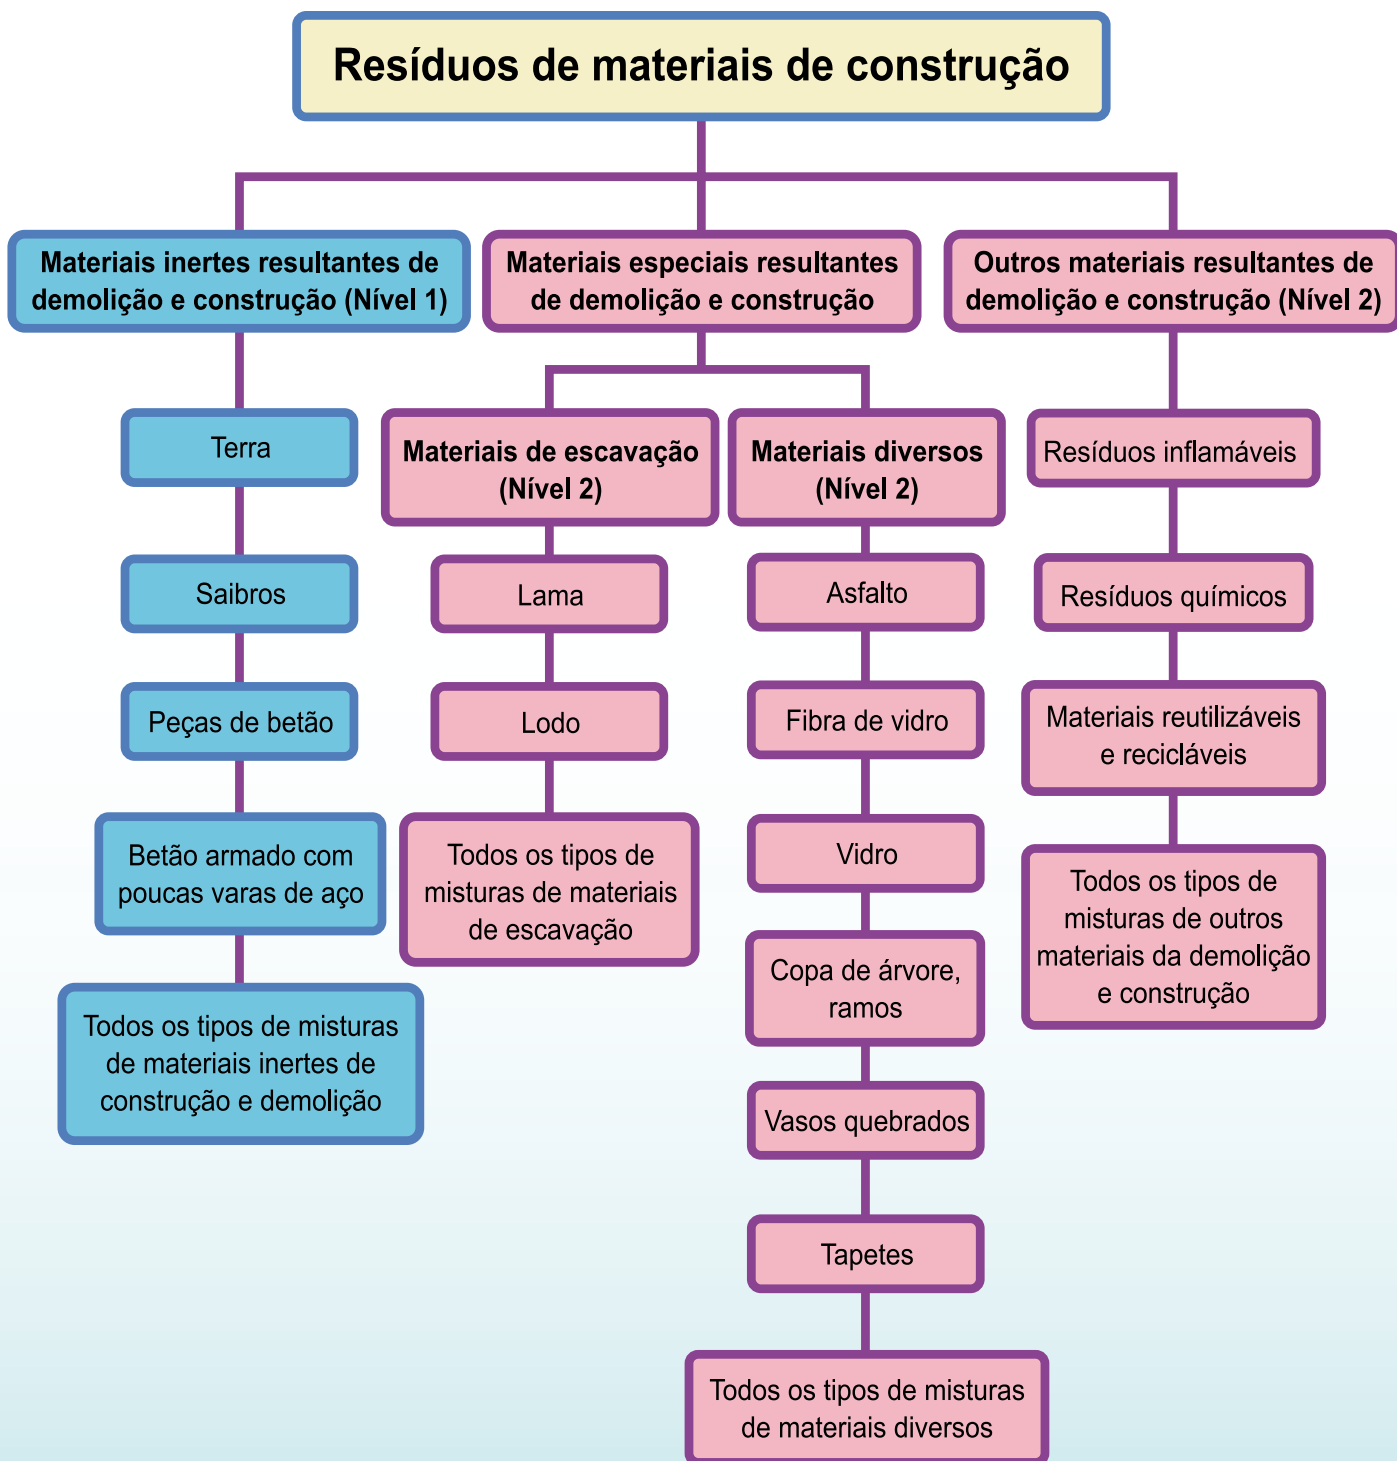 Resíduos de materiais de construção
Materiais inertes resultantes de
demolição e construção (Nível 1)
Terra
Saibros
Peças de betão
Betão armado com
poucas varas de aço
Todos os tipos de misturas
de materiais inertes de
construção e demolição
Materiais especiais resultantes
de demolição e construção
Materiais de escavação
(Nível 2)
Lama
Lodo
Todos os tipos de
misturas de materiais
de escavação
Materiais diversos
(Nível 2)
Asfalto
Fibra de vidro
Vidro
Copa de árvore,
ramos
Vasos quebrados
Tapetes
Todos os tipos de misturas
de materiais diversos
Outros materiais resultantes de
demolição e construção (Nível 2)
Resíduos inflamáveis
Resíduos químicos
Materiais reutilizáveis
e recicláveis
Todos os tipos de
misturas de outros
materiais da demolição
e construção